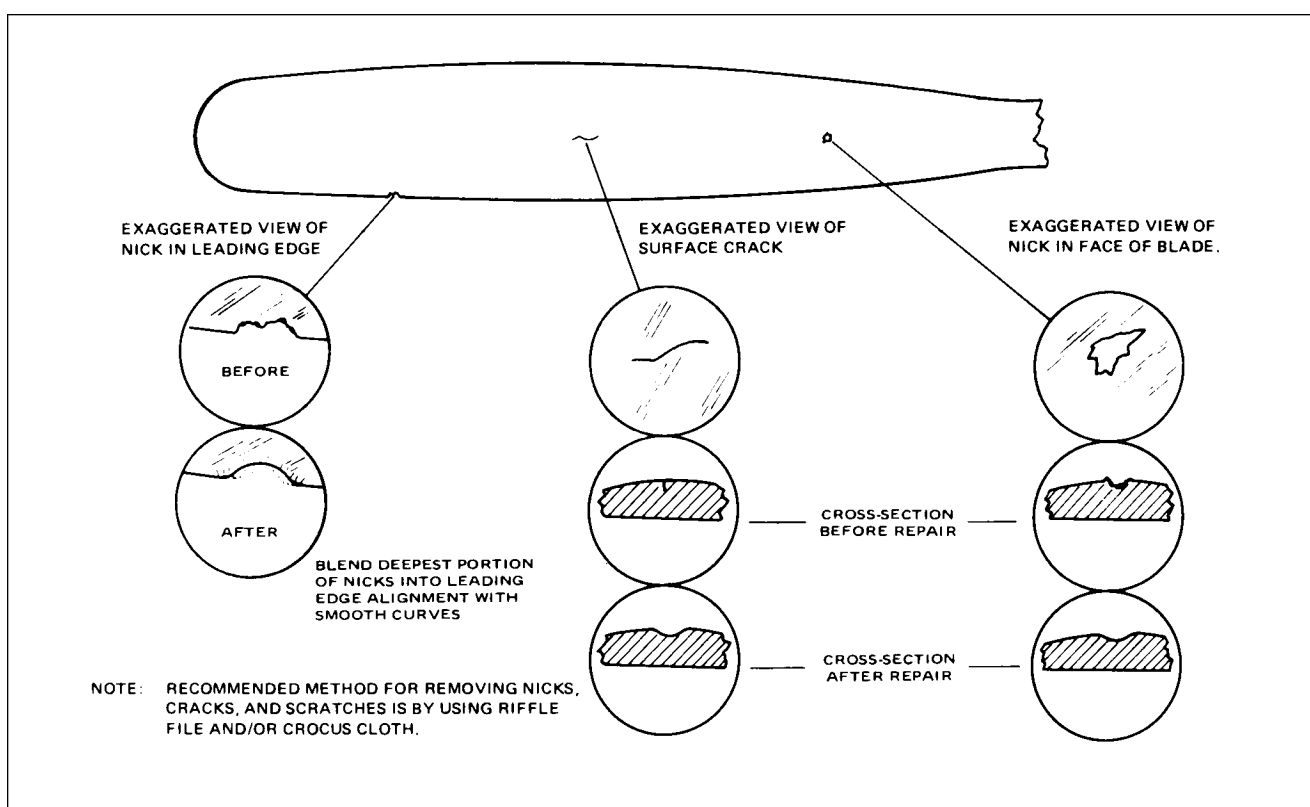 EXAGGERATED VIEW OF
NICK IN LEADING EDGE
EXAGGERATED VIEW OF
SURFACE CRACK
EXAGGERATED VIEW OF
NICK IN FACE OF BLADE.
BEFORE
AFTER
BLEND DEEPEST PORTION
OF NICKS INTO LEADING
EDGE ALIGNMENT WITH
SMOOTH CURVES
CROSS-SECTION
BEFORE REPAIR
CROSS-SECTION
AFTER REPAIR
NOTE: RECOMMENDED METHOD FOR REMOVING NICKS,
CRACKS, AND SCRATCHES IS BY USING RIFFLE
FILE AND/OR CROCUS CLOTH.